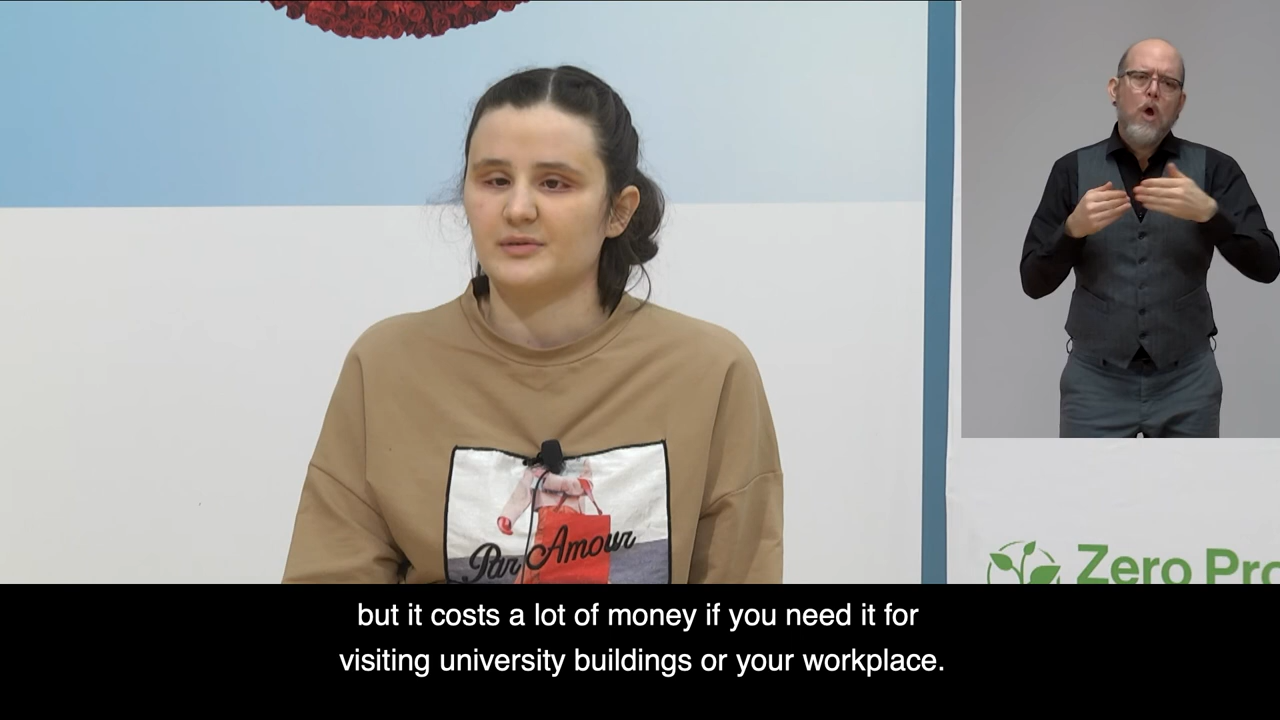 Par Amour
Zero Pro
but it costs a lot of money if you need it for
visiting university buildings or your workplace.